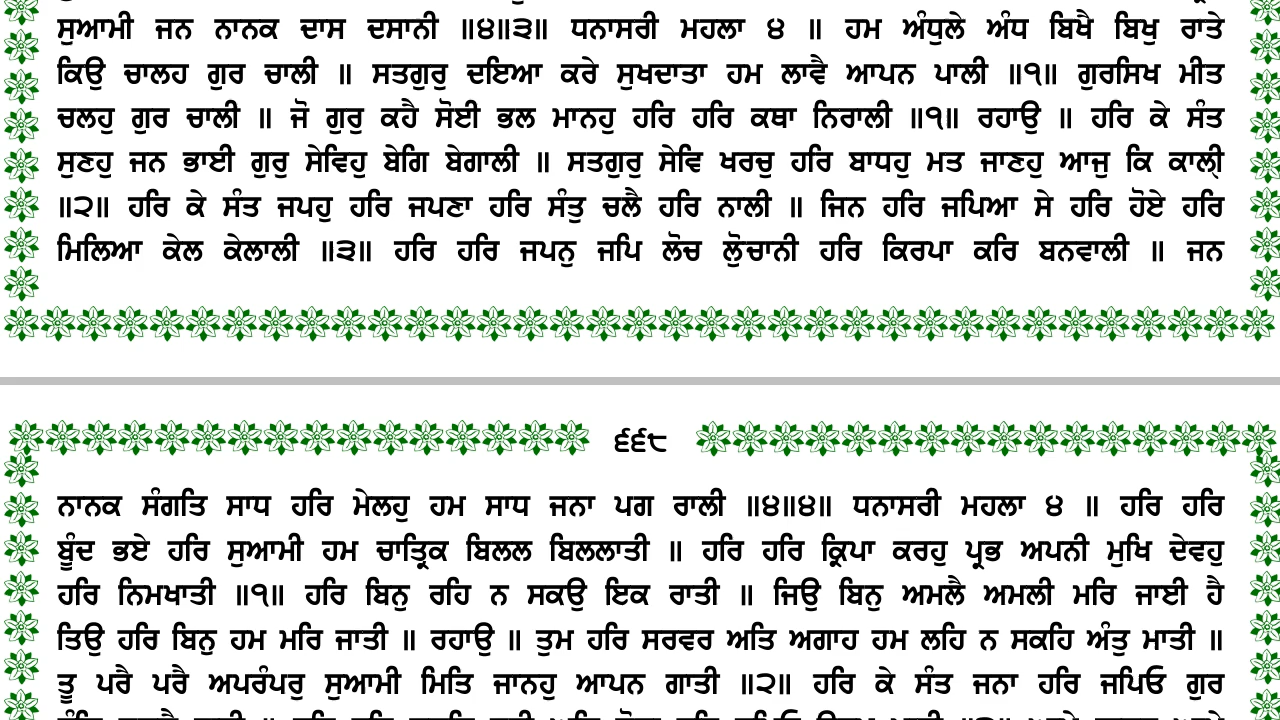 ਸੁਆਮੀ ਜਨ ਨਾਨਕ ਦਾਸ ਦਸਾਨੀ ॥੪॥੩॥ ਧਨਾਸਰੀ ਮਹਲਾ ੪ ॥ ਹਮ ਅੰਧੁਲੇ ਅੰਧ ਬਿਖੈ ਬਿਖੁ ਰਾਤੇ
ਕਿਉ ਚਾਲਹ ਗੁਰ ਚਾਲੀ ॥ ਸਤਗੁਰੁ ਦਇਆ ਕਰੇ ਸੁਖਦਾਤਾ ਹਮ ਲਾਵੈ ਆਪਨ ਪਾਲੀ ॥੧॥ ਗੁਰਸਿਖ ਮੀਤ
ਚਲਹੁ ਗੁਰ ਚਾਲੀ ॥ ਜੋ ਗੁਰੁ ਕਹੈ ਸੋਈ ਭਲ ਮਾਨਹੁ ਹਰਿ ਹਰਿ ਕਥਾ ਨਿਰਾਲੀ ॥੧॥ ਰਹਾਉ ॥ ਹਰਿ ਕੇ ਸੰਤ
ਸੁਣਹੁ ਜਨ ਭਾਈ ਗੁਰੁ ਸੇਵਿਹੁ ਬੇਗਿ ਬੇਗਾਲੀ ॥ ਸਤਗੁਰੁ ਸੇਵਿ ਖਰਚੁ ਹਰਿ ਬਾਧਹੁ ਮਤ ਜਾਣਹੁ ਆਜੁ ਕਿ ਕਾਲੑੀ
॥੨॥ ਹਰਿ ਕੇ ਸੰਤ ਜਪਹੁ ਹਰਿ ਜਪਣਾ ਹਰਿ ਸੰਤੁ ਚਲੈ ਹਰਿ ਨਾਲੀ ॥ ਜਿਨ ਹਰਿ ਜਪਿਆ ਸੇ ਹਰਿ ਹੋਏ ਹਰਿ
ਮਿਲਿਆ ਕੇਲ ਕੇਲਾਲੀ ॥੩॥ ਹਰਿ ਹਰਿ ਜਪਨੁ ਜਪਿ ਲੋਚ ਲੋੁਚਾਨੀ ਹਰਿ ਕਿਰਪਾ ਕਰਿ ਬਨਵਾਲੀ ॥ ਜਨ
੬੬੮
ਨਾਨਕ ਸੰਗਤਿ ਸਾਧ ਹਰਿ ਮੇਲਹੁ ਹਮ ਸਾਧ ਜਨਾ ਪਗ ਰਾਲੀ ॥੪॥੪॥ ਧਨਾਸਰੀ ਮਹਲਾ ੪ ॥ ਹਰਿ ਹਰਿ
ਬੂੰਦ ਭਏ ਹਰਿ ਸੁਆਮੀ ਹਮ ਚਾਤ੍ਰਿਕ ਬਿਲਲ ਬਿਲਲਾਤੀ ॥ ਹਰਿ ਹਰਿ ਕ੍ਰਿਪਾ ਕਰਹੁ ਪ੍ਰਭ ਅਪਨੀ ਮੁਖਿ ਦੇਵਹੁ
ਹਰਿ ਨਿਮਖਾਤੀ ॥੧॥ ਹਰਿ ਬਿਨੁ ਰਹਿ ਨ ਸਕਉ ਇਕ ਰਾਤੀ ॥ ਜਿਉ ਬਿਨੁ ਅਮਲੈ ਅਮਲੀ ਮਰਿ ਜਾਈ ਹੈ
ਤਿਉ ਹਰਿ ਬਿਨੁ ਹਮ ਮਰਿ ਜਾਤੀ ॥ ਰਹਾਉ ॥ ਤੁਮ ਹਰਿ ਸਰਵਰ ਅਤਿ ਅਗਾਹ ਹਮ ਲਹਿ ਨ ਸਕਹਿ ਅੰਤੁ ਮਾਤੀ ॥
ਤੂ ਪਰੈ ਪਰੈ ਅਪਰੰਪਰੁ ਸੁਆਮੀ ਮਿਤਿ ਜਾਨਹੁ ਆਪਨ ਗਾਤੀ ॥੨॥ ਹਰਿ ਕੇ ਸੰਤ ਜਨਾ ਹਰਿ ਜਪਿਓ ਗੁਰ